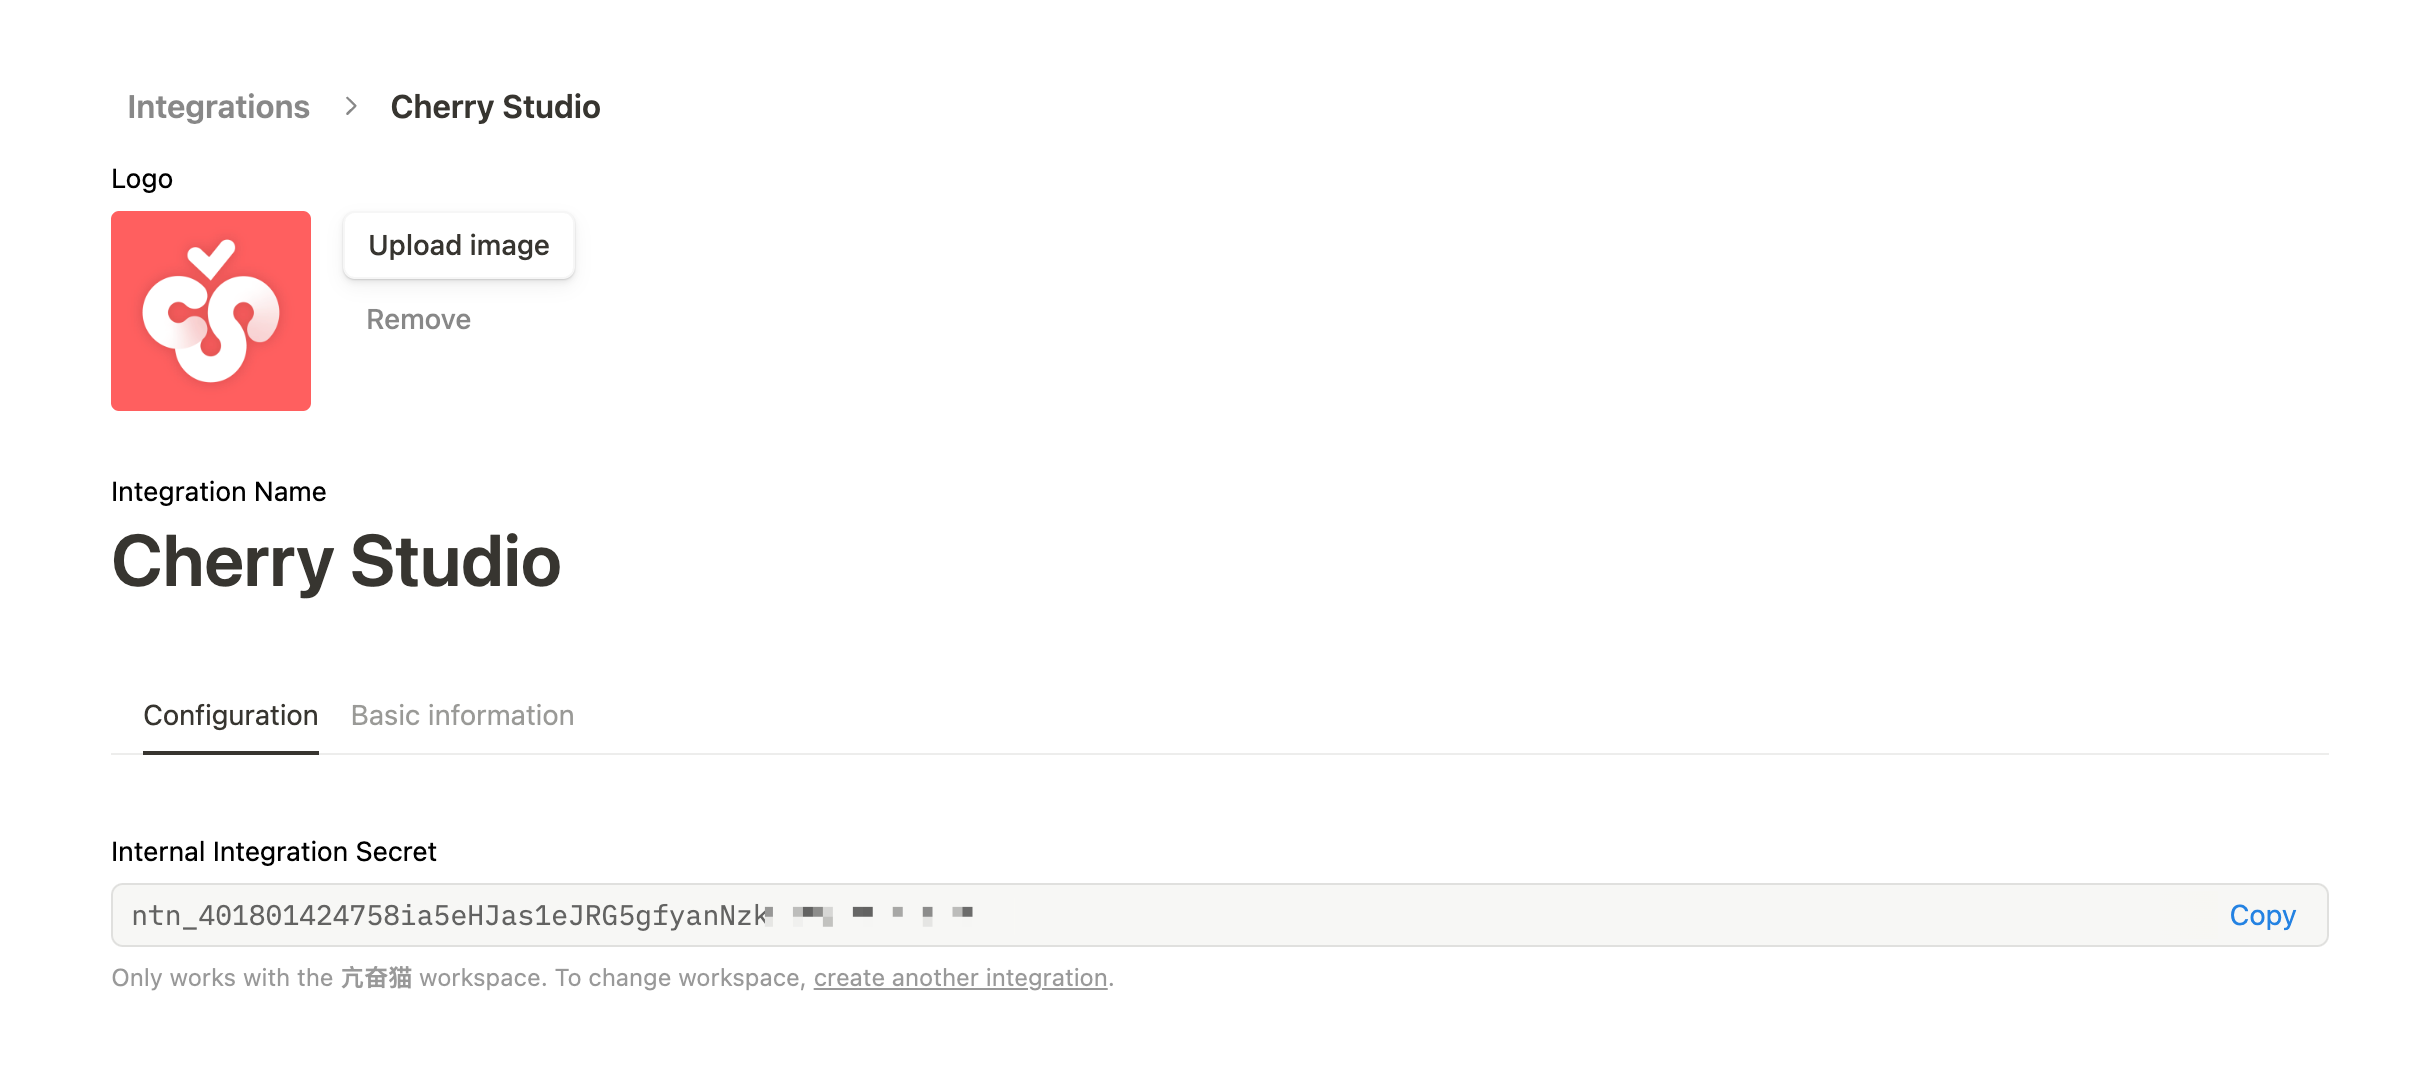 Integrations > Cherry Studio
Logo
Upload image
Remove
Integration Name
Cherry Studio
Configuration Basic information
Internal Integration Secret
ntn_401801424758ia5eHJas1eJRG5gfyanNzk Copy
Only works with the 亢奋猫 workspace. To change workspace, create another integration.